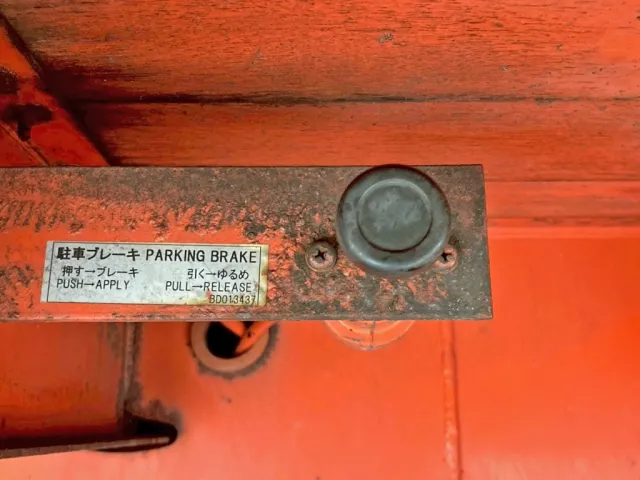 駐車ブレーキ PARKING BRAKE
押す→ブレーキ 引く→ゆるめ
PUSH→APPLY PULL→RELEASE
BD013437